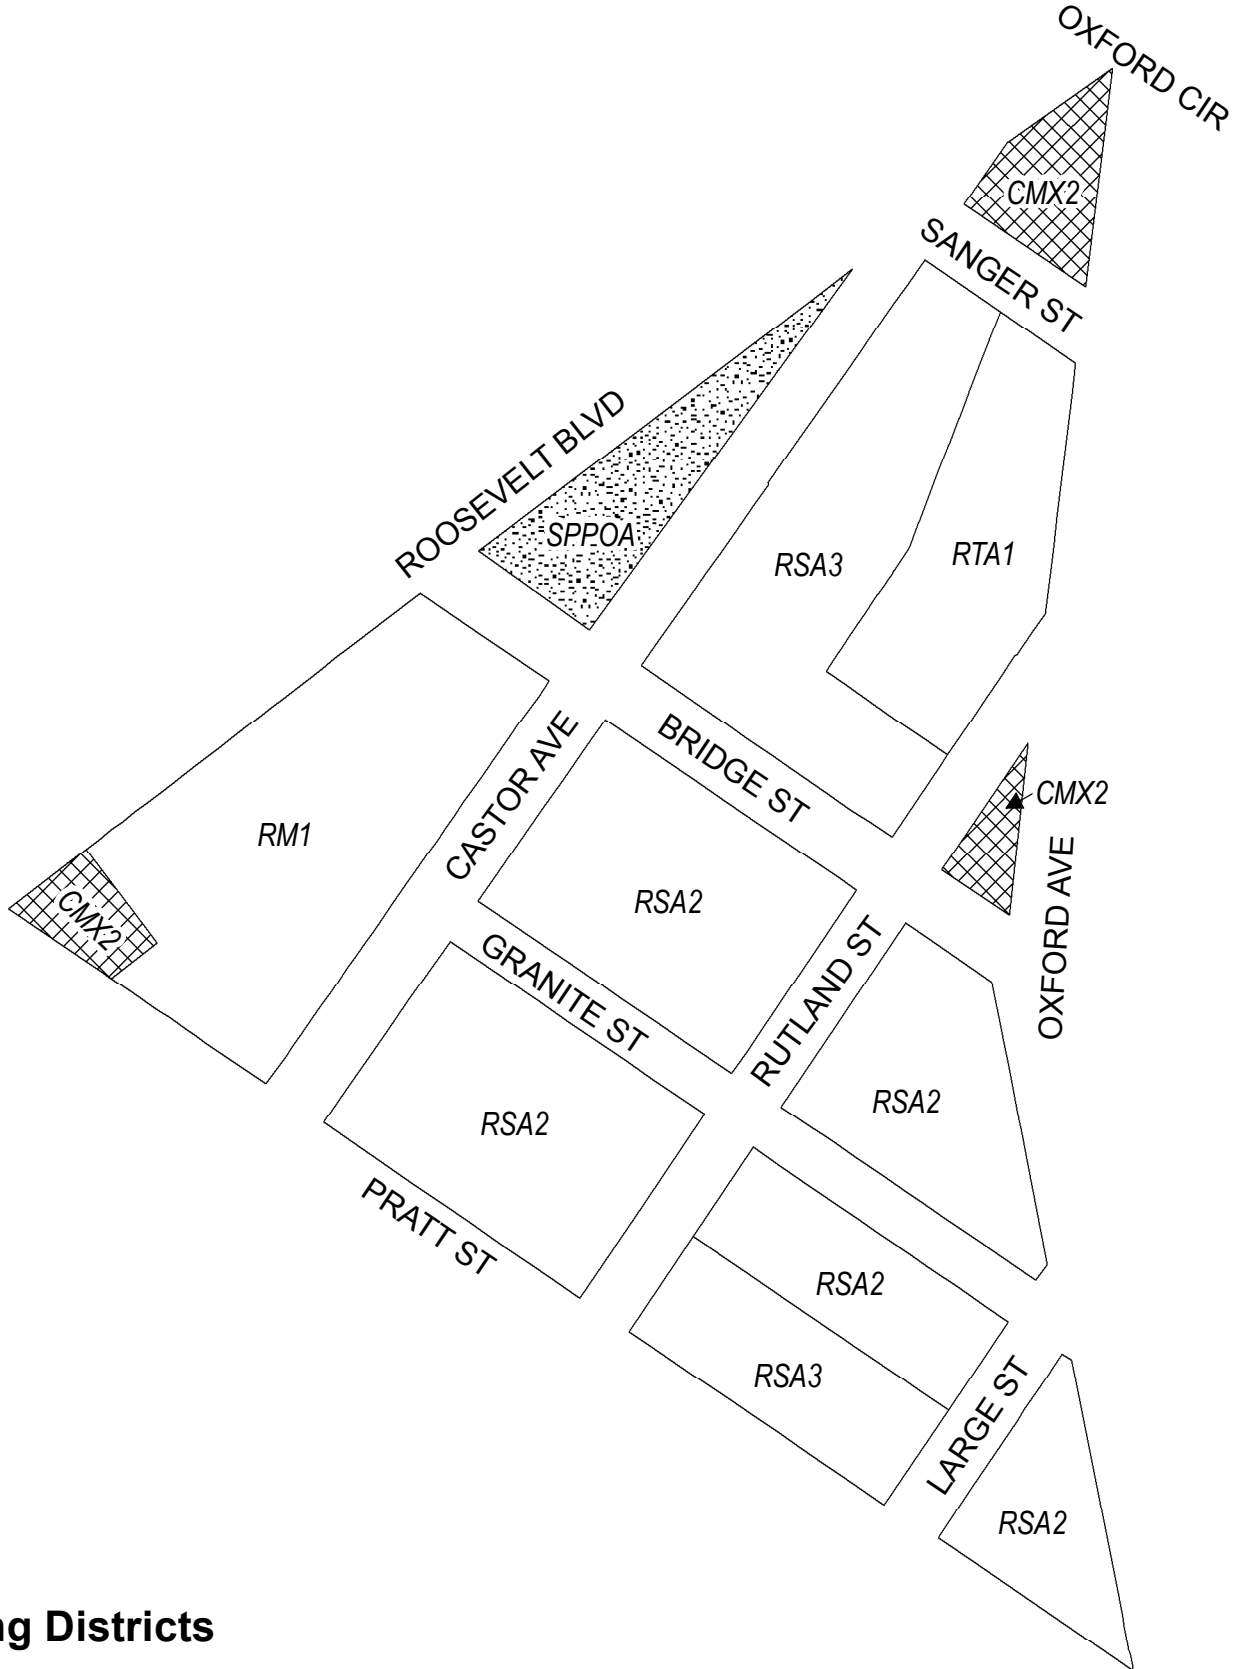 OXFORD CIR
CMX2
SANGER ST
ROOSEVELT BLVD
SPPOA
RSA3
RTA1
BRIDGE ST
CASTOR AVE
CMX2
RM1
OXFORD AVE
RSA2
CMX2
GRANITE ST
RUTLAND ST
RSA2
RSA2
PRATT ST
RSA2
RSA3
LARGE ST
RSA2
ng Districts